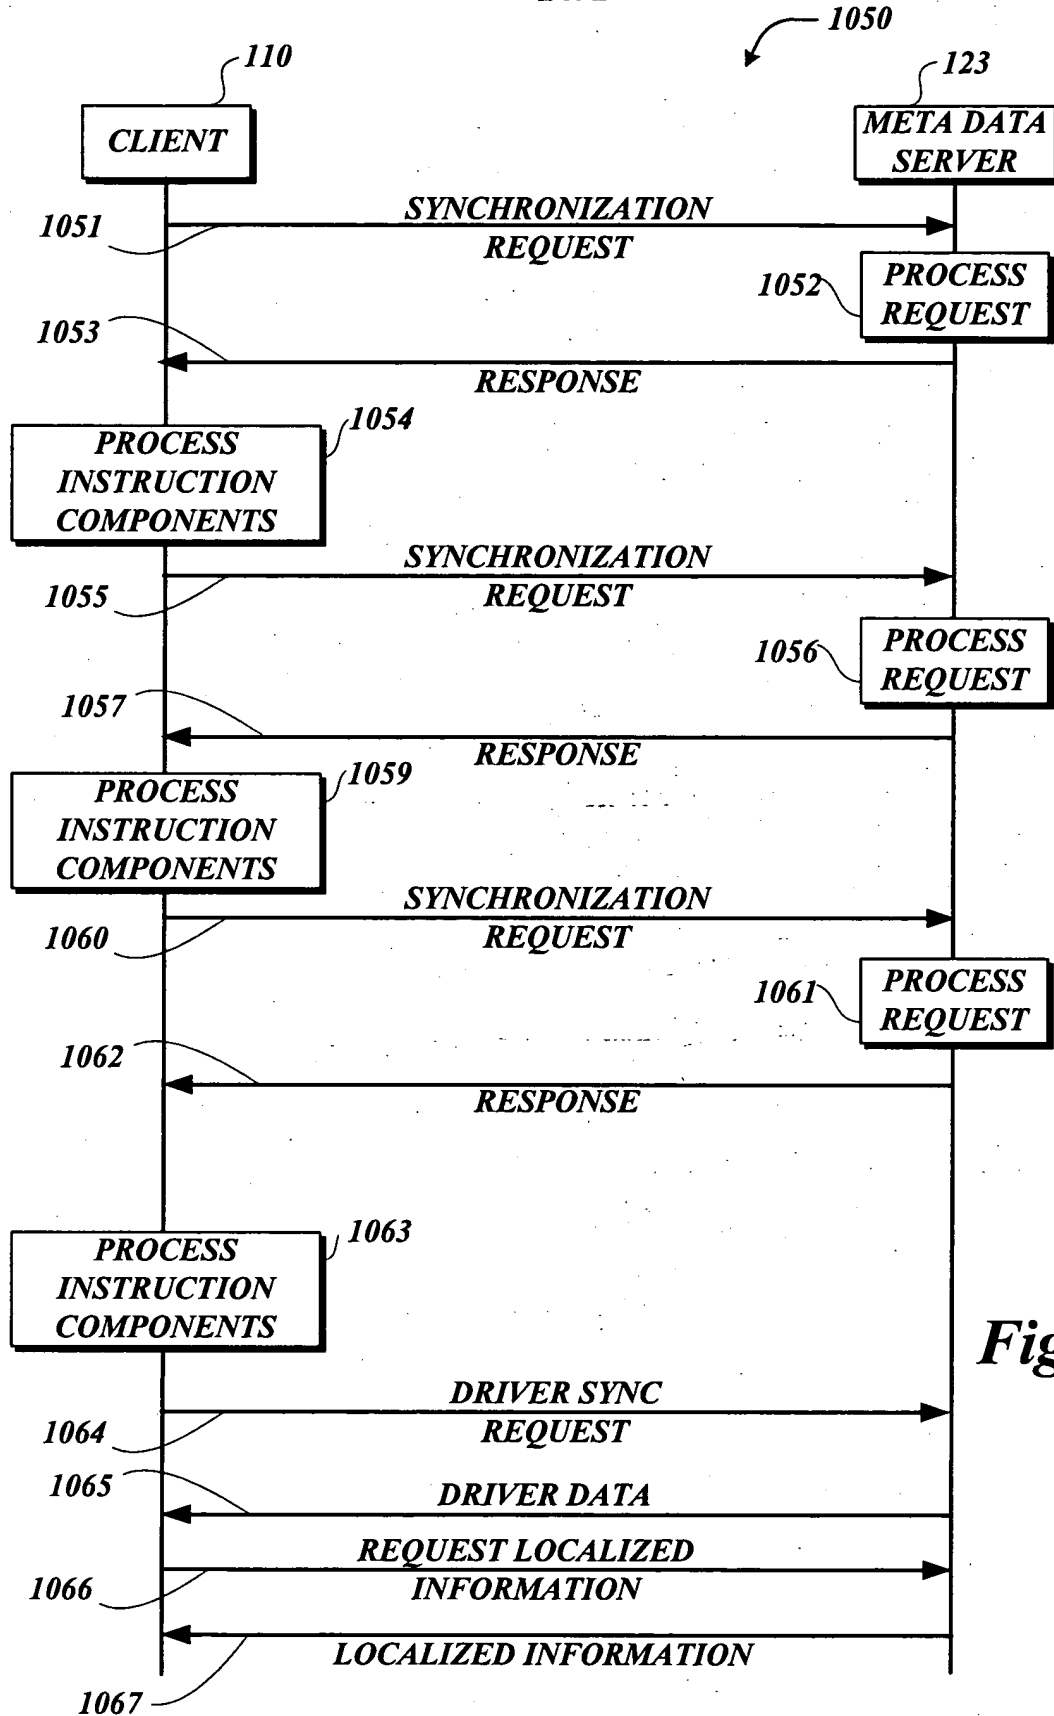 1050
110
123
CLIENT
META DATA
SERVER
1051
SYNCHRONIZATION
REQUEST
1052
PROCESS
REQUEST
1053
RESPONSE
1054
PROCESS
INSTRUCTION
COMPONENTS
1055
SYNCHRONIZATION
REQUEST
1056
PROCESS
REQUEST
1057
RESPONSE
1059
PROCESS
INSTRUCTION
COMPONENTS
1060
SYNCHRONIZATION
REQUEST
1061
PROCESS
REQUEST
1062
RESPONSE
1063
PROCESS
INSTRUCTION
COMPONENTS
Fig
1064
DRIVER SYNC
REQUEST
1065
DRIVER DATA
1066
REQUEST LOCALIZED
INFORMATION
1067
LOCALIZED INFORMATION